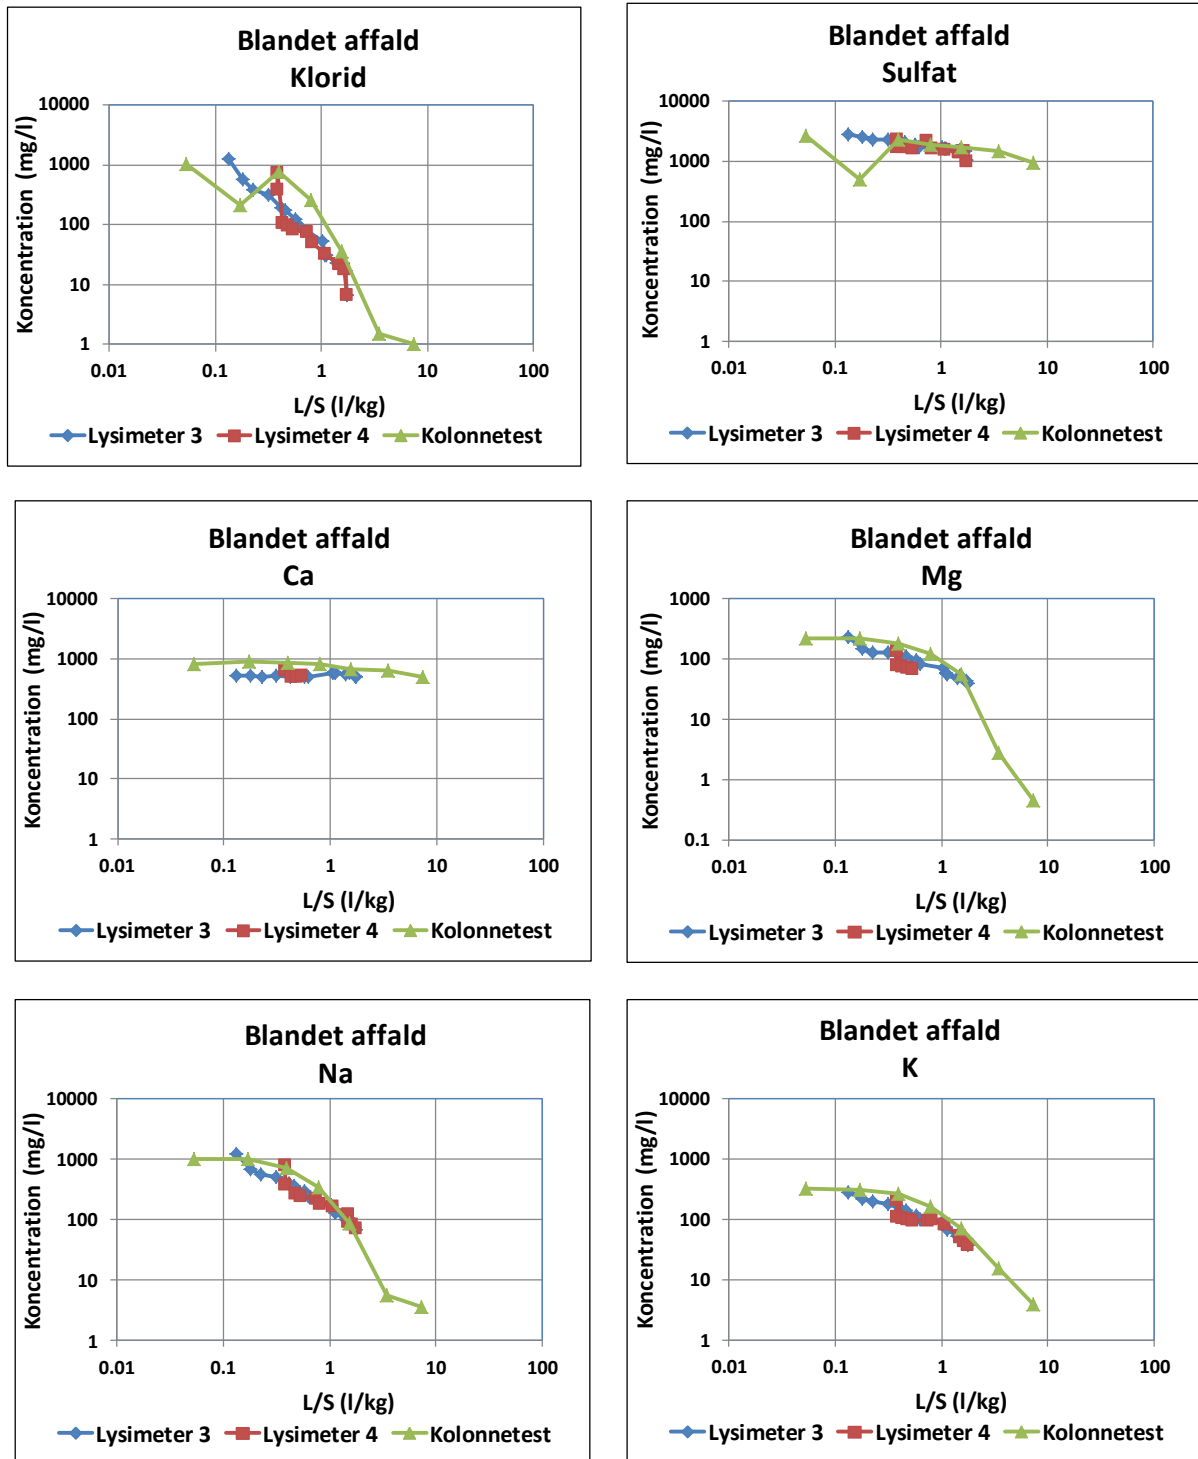 Blandet affald
Klorid
Koncentration (mg/l)
10000
1000
100
10
1
0.01 0.1 1 10 100
L/S (l/kg)
Lysimeter 3 Lysimeter 4 Kolonnetest
Blandet affald
Sulfat
Koncentration (mg/l)
10000
1000
100
10
1
0.01 0.1 1 10 100
L/S (l/kg)
Lysimeter 3 Lysimeter 4 Kolonnetest
Blandet affald
Ca
Koncentration (mg/l)
10000
1000
100
10
1
0.01 0.1 1 10 100
L/S (l/kg)
Lysimeter 3 Lysimeter 4 Kolonnetest
Blandet affald
Mg
Koncentration (mg/l)
1000
100
10
1
0.1
0.01 0.1 1 10 100
L/S (l/kg)
Lysimeter 3 Lysimeter 4 Kolonnetest
Blandet affald
Na
Koncentration (mg/l)
10000
1000
100
10
1
0.01 0.1 1 10 100
L/S (l/kg)
Lysimeter 3 Lysimeter 4 Kolonnetest
Blandet affald
K
Koncentration (mg/l)
10000
1000
100
10
1
0.01 0.1 1 10 100
L/S (l/kg)
Lysimeter 3 Lysimeter 4 Kolonnetest